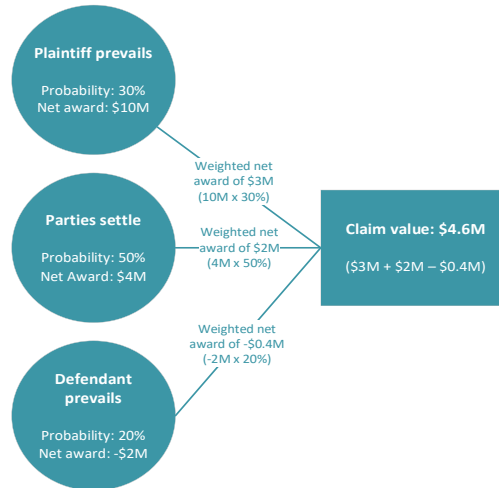 Plaintiff prevails
Probability: 30%
Net award: $10M
Weighted net
award of $3M
(10M x 30%)
Parties settle
Probability: 50%
Net Award: $4M
Weighted net
award of $2M
(4M x 50%)
Claim value: $4.6M
($3M + $2M – $0.4M)
Weighted net
award of -$0.4M
(-2M x 20%)
Defendant
prevails
Probability: 20%
Net award: -$2M